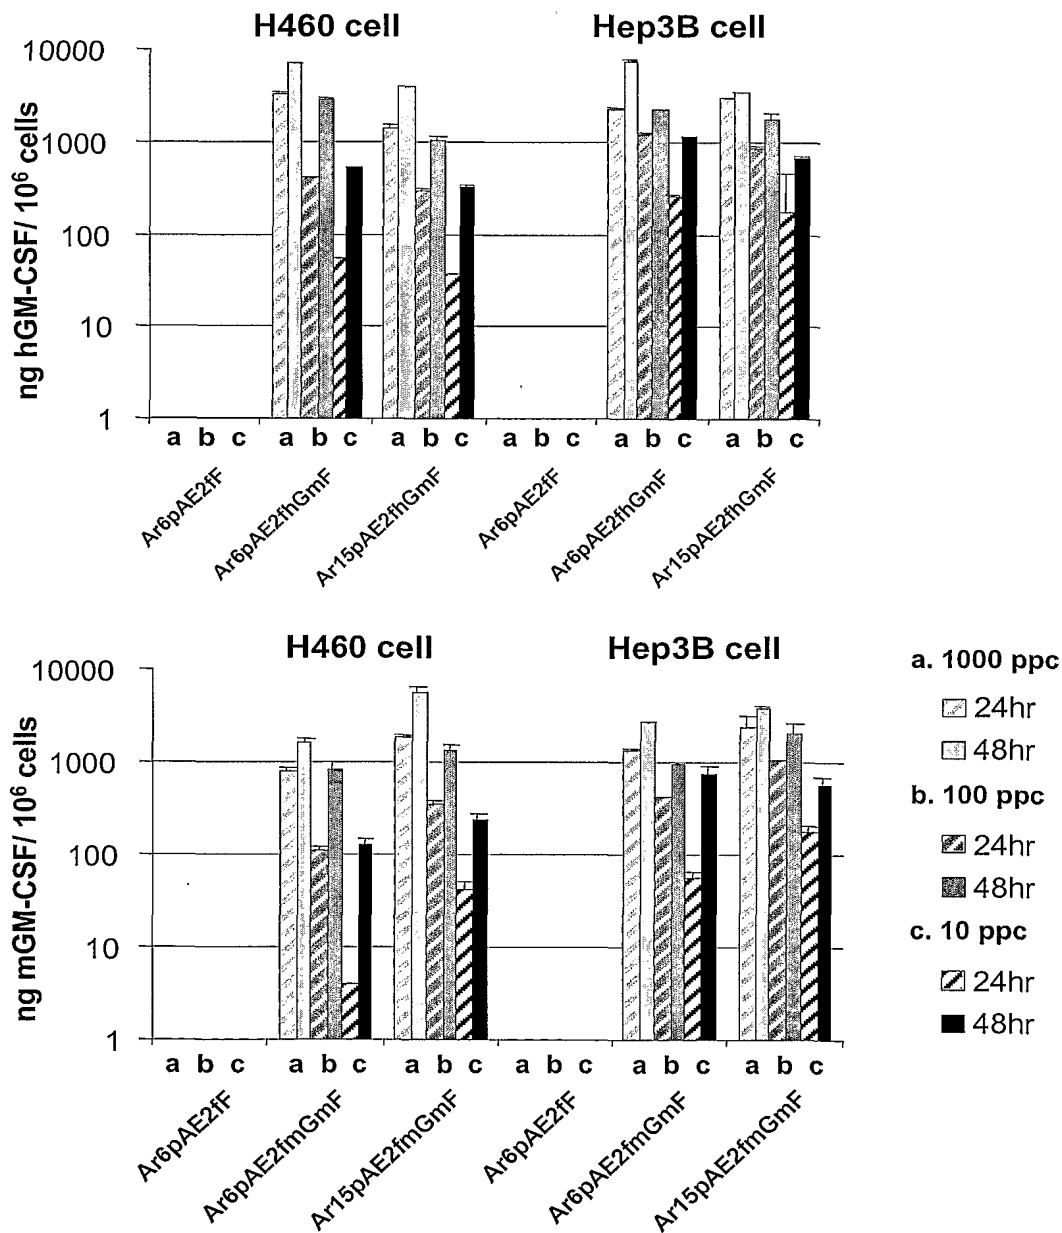 H460 cell Hep3B cell
ng hGM-CSF/ 10⁶ cells
10000
1000
100
10
1
a b c a b c a b c a b c a b c a b c
Ar6pAE2fF Ar6pAE2fhGmF Ar15pAE2fhGmF Ar6pAE2fF Ar6pAE2fhGmF Ar15pAE2fhGmF
H460 cell Hep3B cell
ng mGM-CSF/ 10⁶ cells
10000
1000
100
10
1
a b c a b c a b c a b c a b c a b c
Ar6pAE2fF Ar6pAE2fmGmF Ar15pAE2fmGmF Ar6pAE2fF Ar6pAE2fmGmF Ar15pAE2fmGmF
a. 1000 ppc
24hr
48hr
b. 100 ppc
24hr
48hr
c. 10 ppc
24hr
48hr